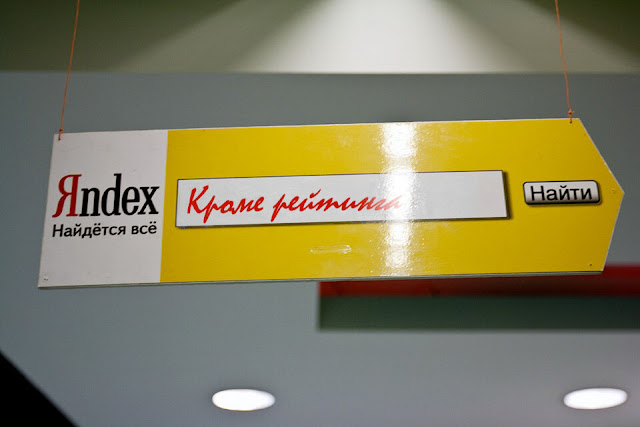 Яndex
Найдётся всё
Кроме рейтинга
Найти